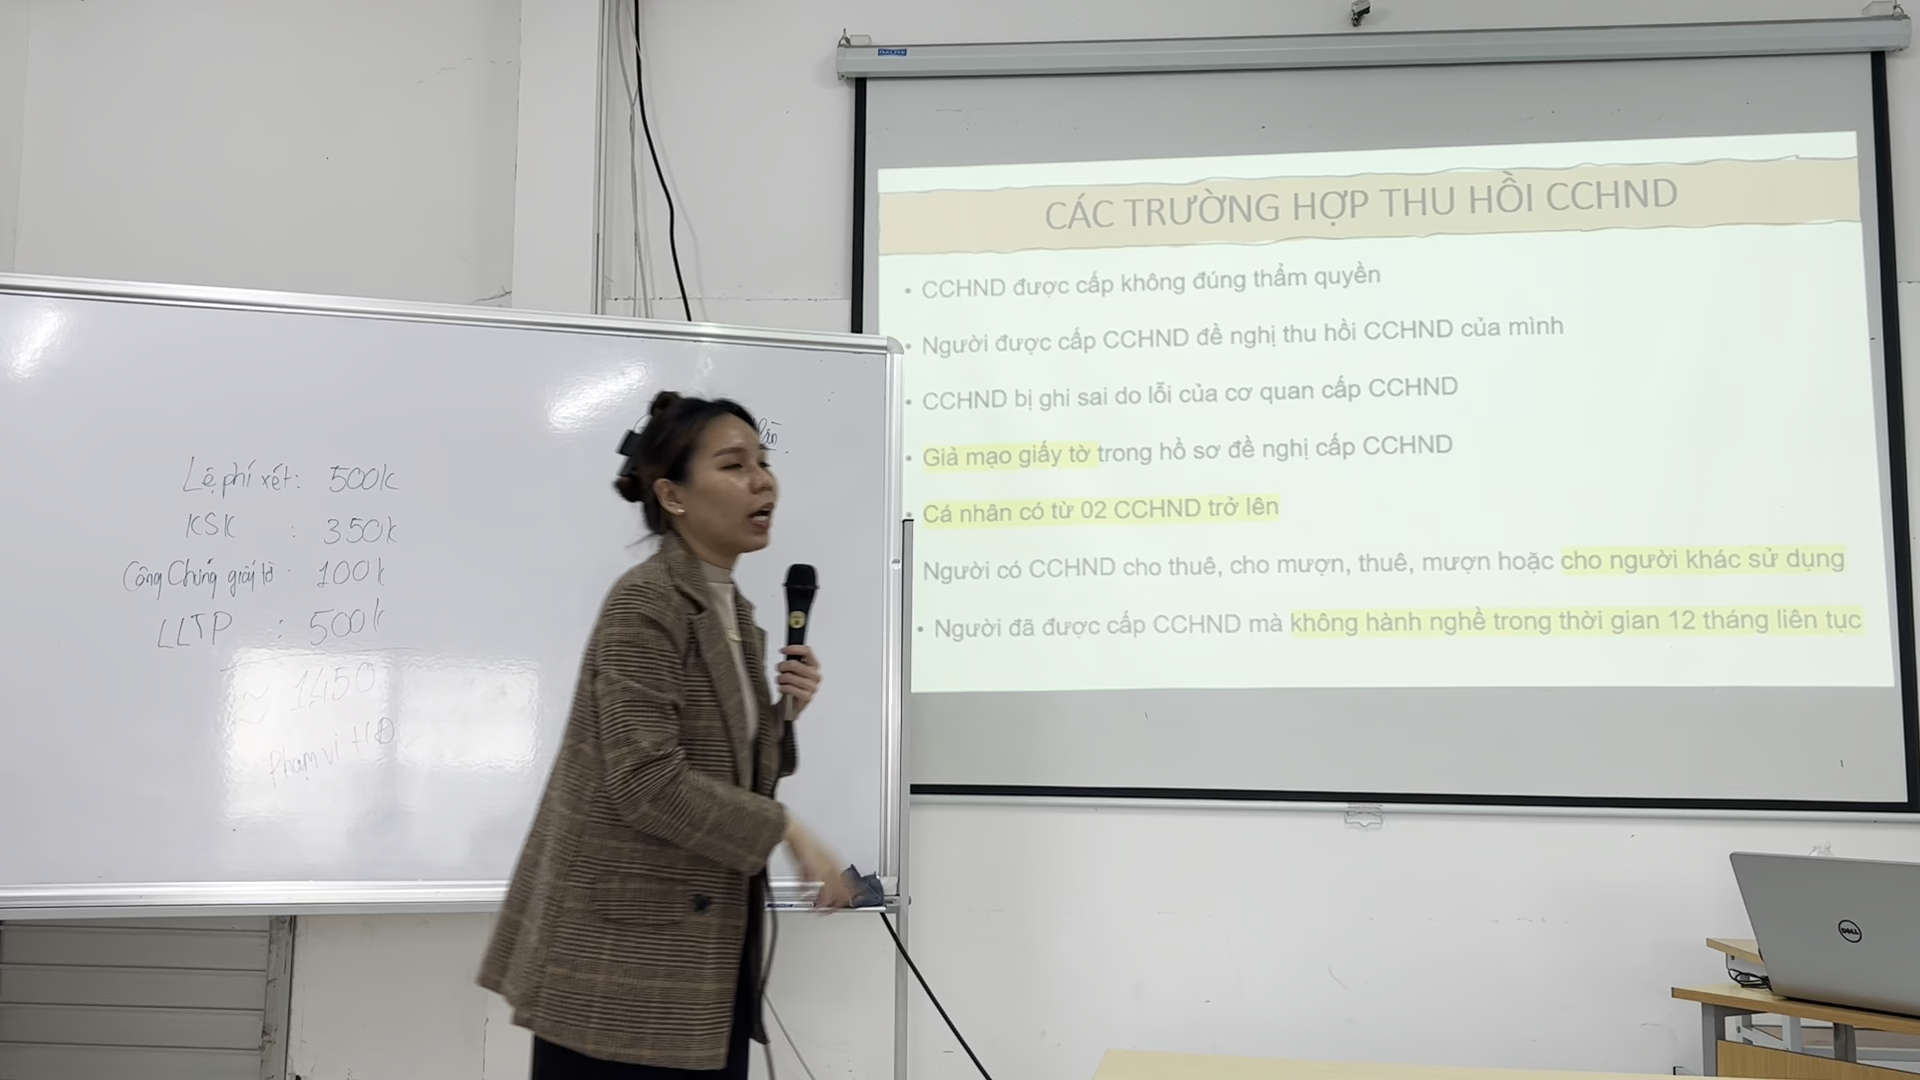 Lệ phí xét: 500k
KSK : 350k
Công Chứng giấy tờ : 100k
LLTP : 500k
≈ 1450
Phạm vi HĐ
CÁC TRƯỜNG HỢP THU HỒI CCHND
• CCHND được cấp không đúng thẩm quyền
• Người được cấp CCHND đề nghị thu hồi CCHND của mình
• CCHND bị ghi sai do lỗi của cơ quan cấp CCHND
• Giả mạo giấy tờ trong hồ sơ đề nghị cấp CCHND
• Cá nhân có từ 02 CCHND trở lên
Người có CCHND cho thuê, cho mượn, thuê, mượn hoặc cho người khác sử dụng
• Người đã được cấp CCHND mà không hành nghề trong thời gian 12 tháng liên tục
DELL